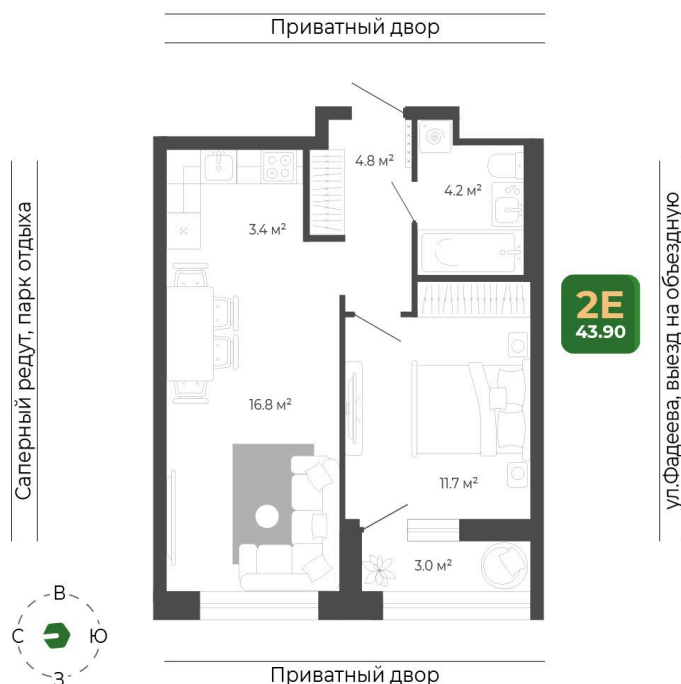 Приватный двор
4.8 м²
4.2 м²
3.4 м²
Саперный редут, парк отдыха
2Е
43.90
ул.Фадеева, выезд на объездную
16.8 м²
11.7 м²
3.0 м²
В
С
Ю
З
Приватный двор